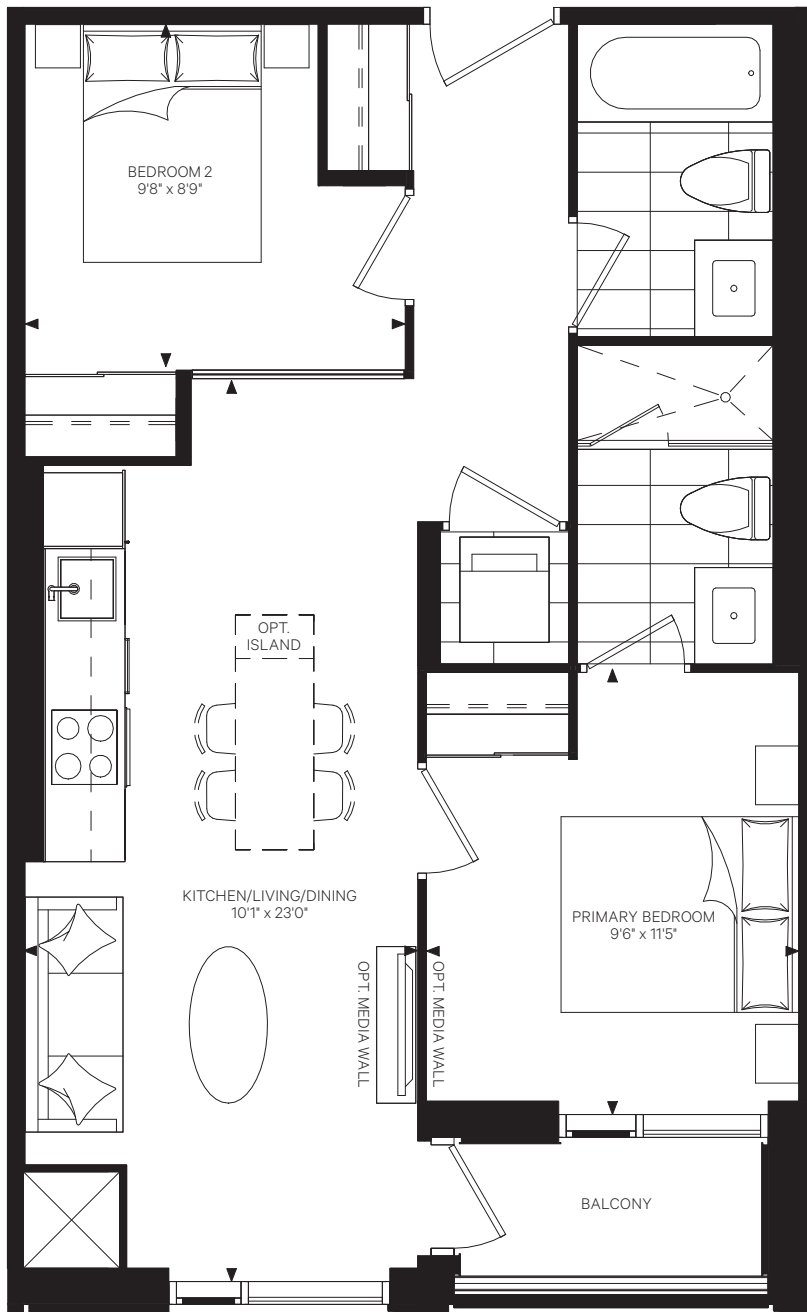 BEDROOM 2
9'8" x 8'9"
OPT.
ISLAND
KITCHEN/LIVING/DINING
10'1" x 23'0"
OPT. MEDIA WALL
OPT. MEDIA WALL
PRIMARY BEDROOM
9'6" x 11'5"
BALCONY